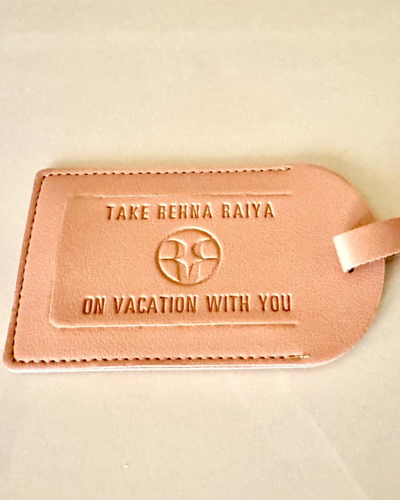 TAKE REHNA RAIYA
ON VACATION WITH YOU